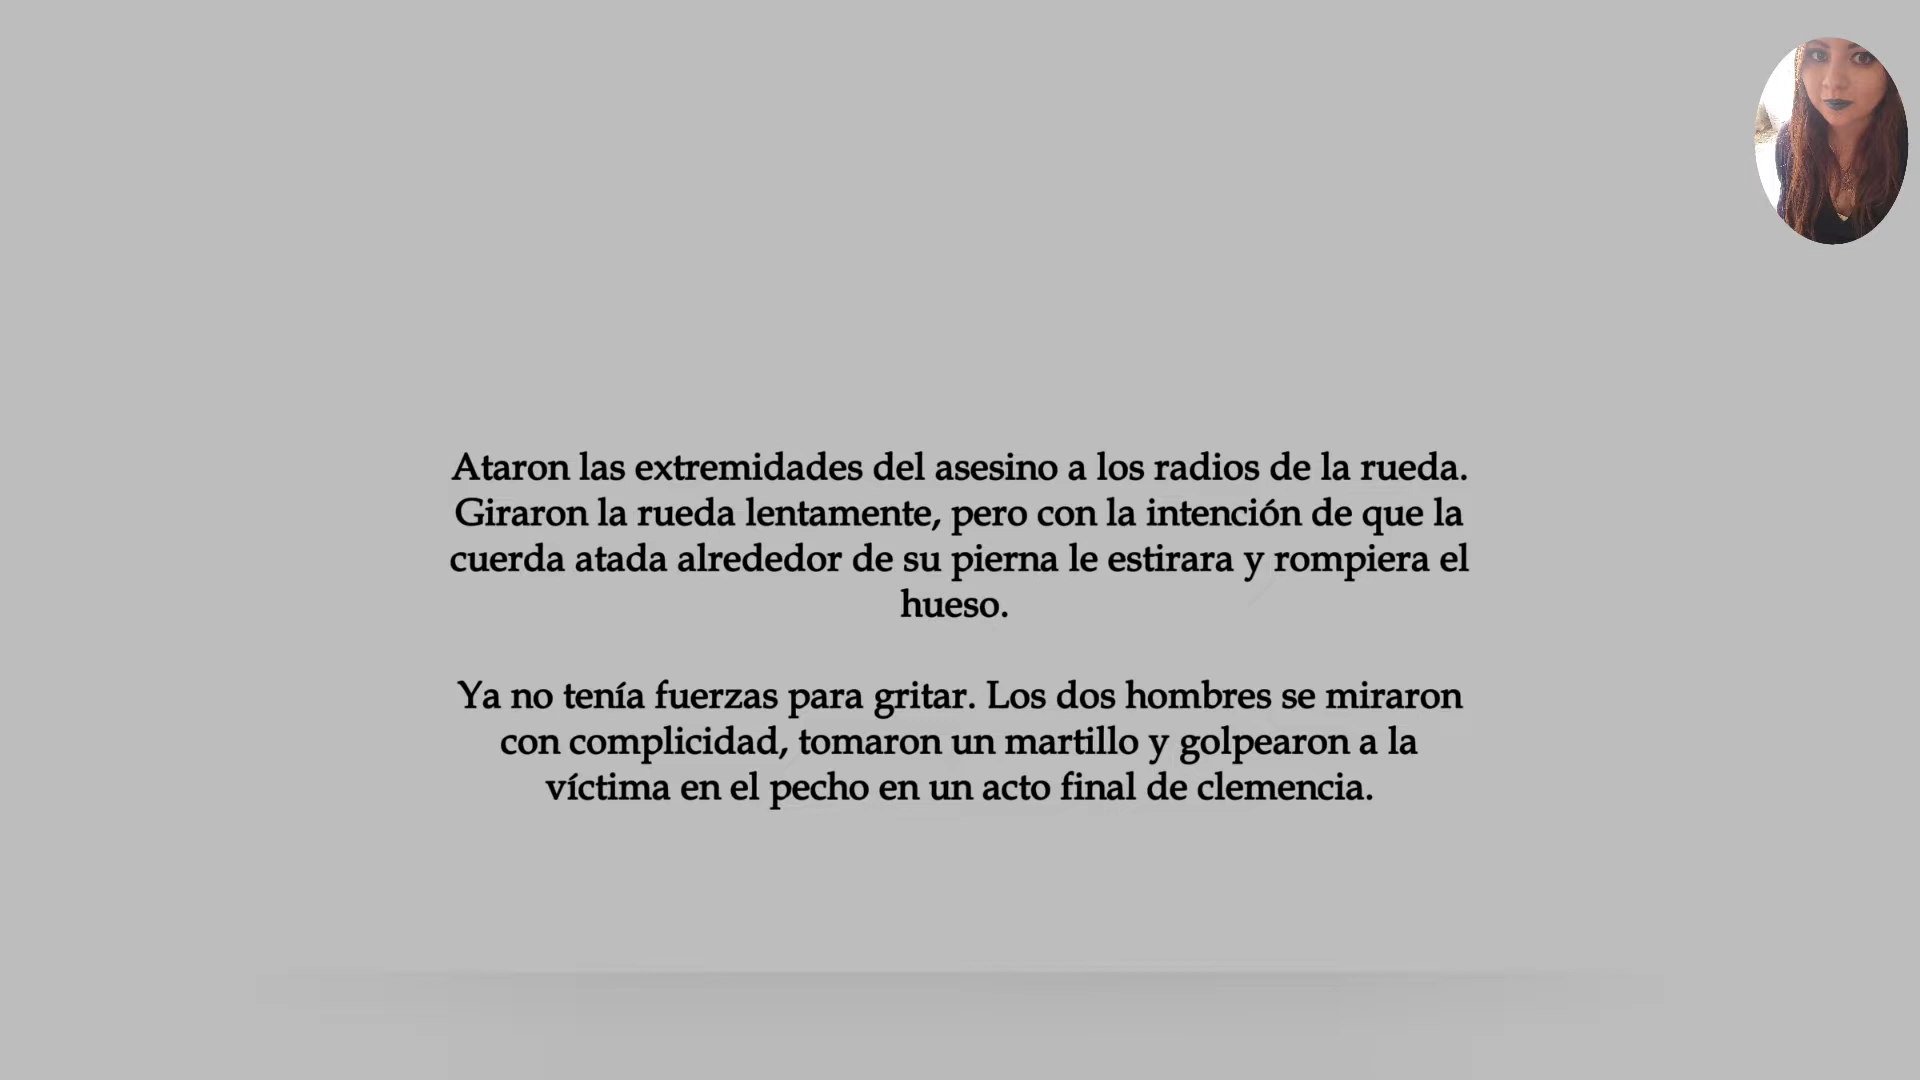 Ataron las extremidades del asesino a los radios de la rueda.
Giraron la rueda lentamente, pero con la intención de que la
cuerda atada alrededor de su pierna le estirara y rompiera el
hueso.
Ya no tenía fuerzas para gritar. Los dos hombres se miraron
con complicidad, tomaron un martillo y golpearon a la
víctima en el pecho en un acto final de clemencia.